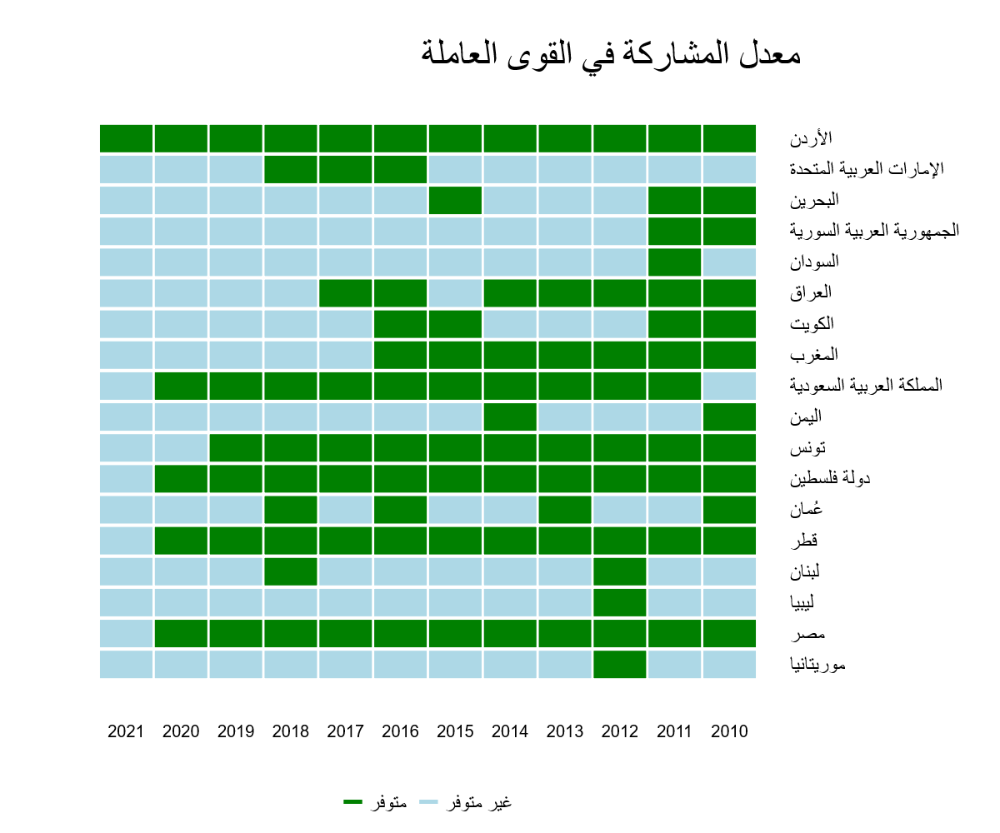 معدل المشاركة في القوى العاملة
الأردن
الإمارات العربية المتحدة
البحرين
الجمهورية العربية السورية
السودان
العراق
الكويت
المغرب
المملكة العربية السعودية
اليمن
تونس
دولة فلسطين
عُمان
قطر
لبنان
ليبيا
مصر
موريتانيا
2021 2020 2019 2018 2017 2016 2015 2014 2013 2012 2011 2010
متوفر غير متوفر